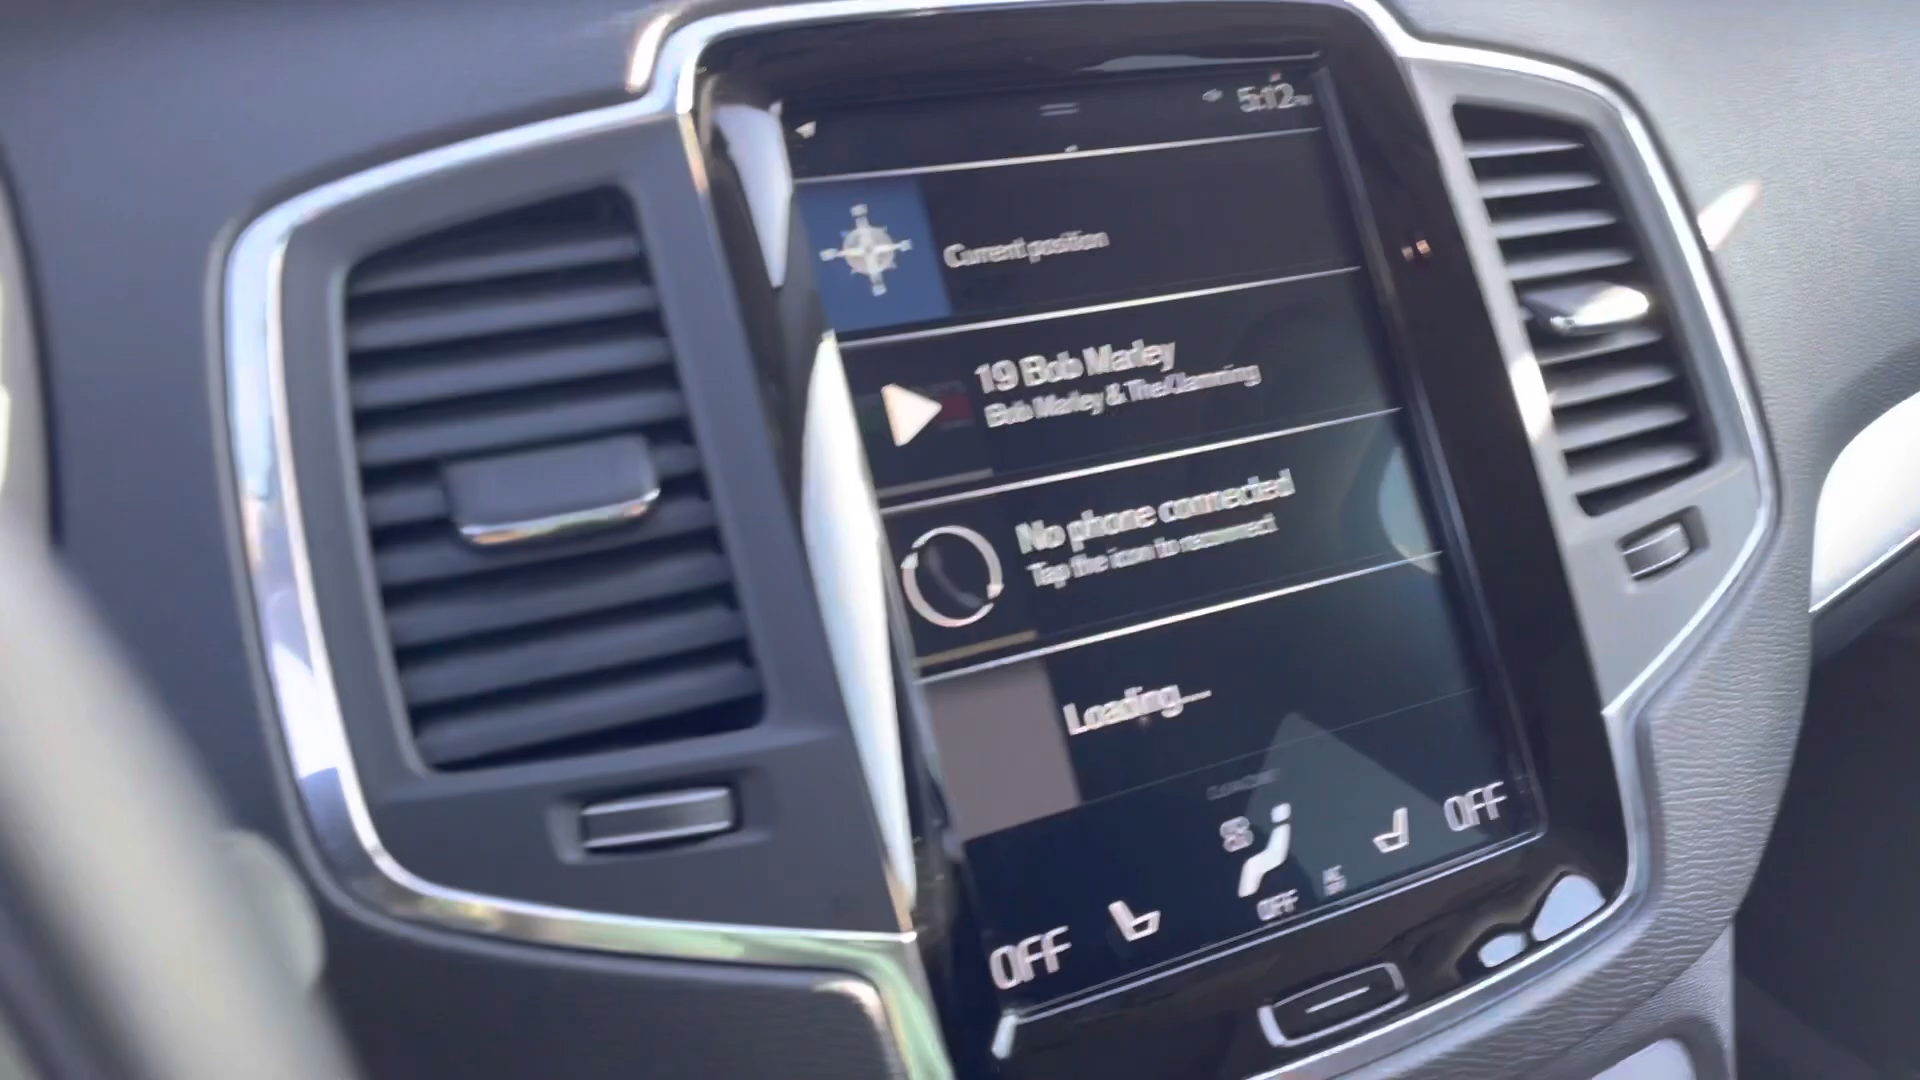 5:12
Current position
19 Bob Marley
Bob Marley & The Jamming
No phone connected
Tap the icon to reconnect
Loading....
OFF
OFF
OFF
AC